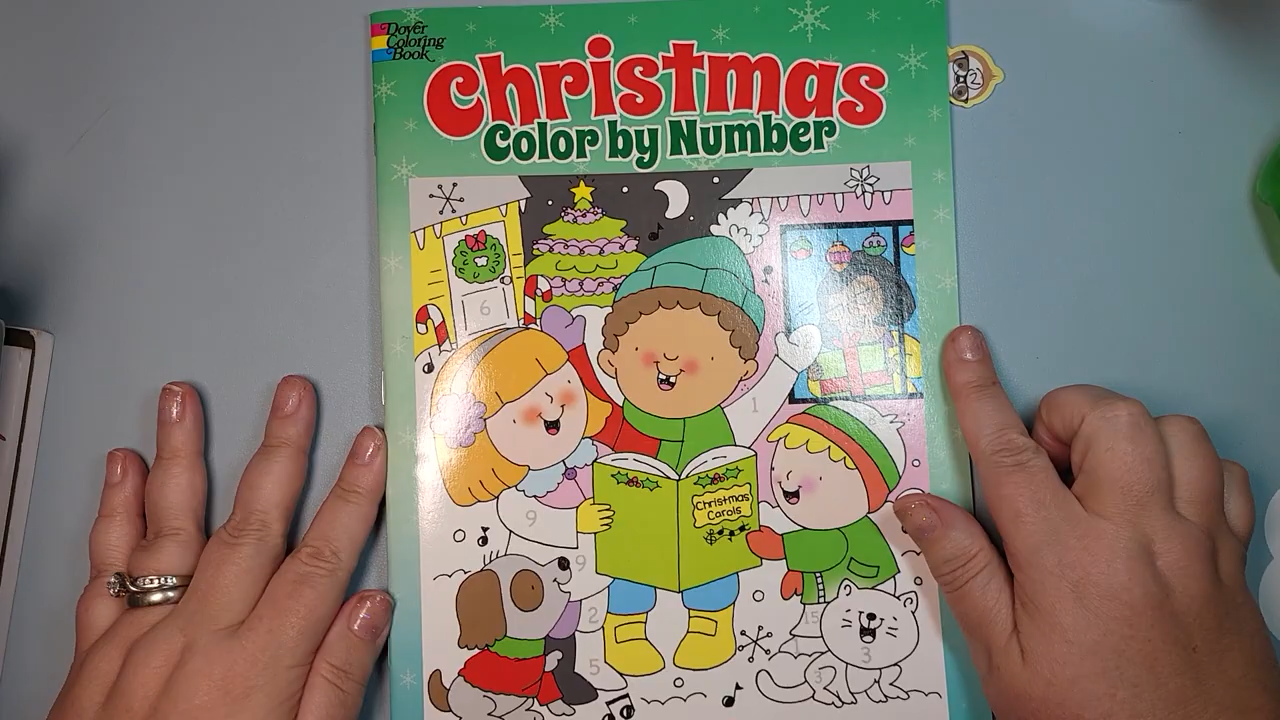 Dover
Coloring
Book
Christmas
Color by Number
6
1
Christmas
Carols
9
9
2
15
5
3
3